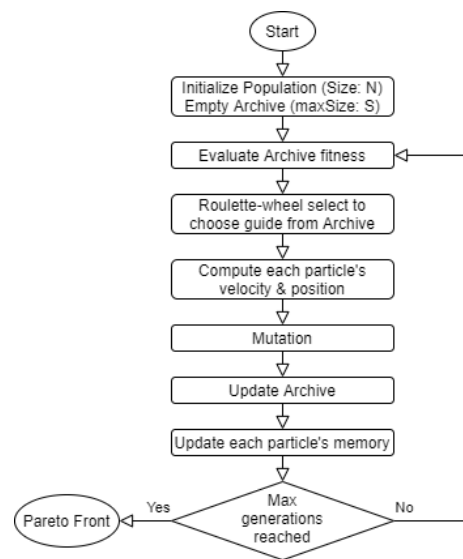 Start
Initialize Population (Size: N)
Empty Archive (maxSize: S)
Evaluate Archive fitness
Roulette-wheel select to
choose guide from Archive
Compute each particle's
velocity & position
Mutation
Update Archive
Update each particle's memory
Max
generations
reached
Yes
No
Pareto Front